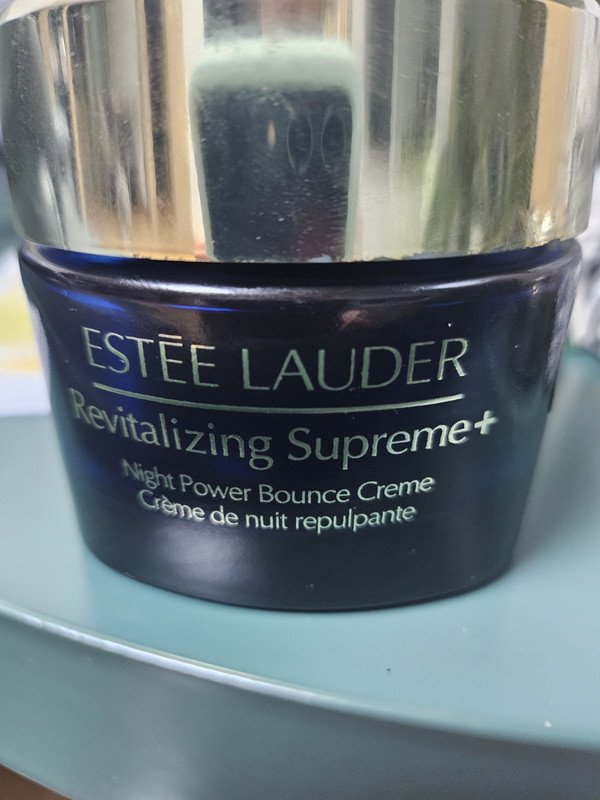 ESTĒE LAUDER
Revitalizing Supreme+
Night Power Bounce Creme
Crème de nuit repulpante